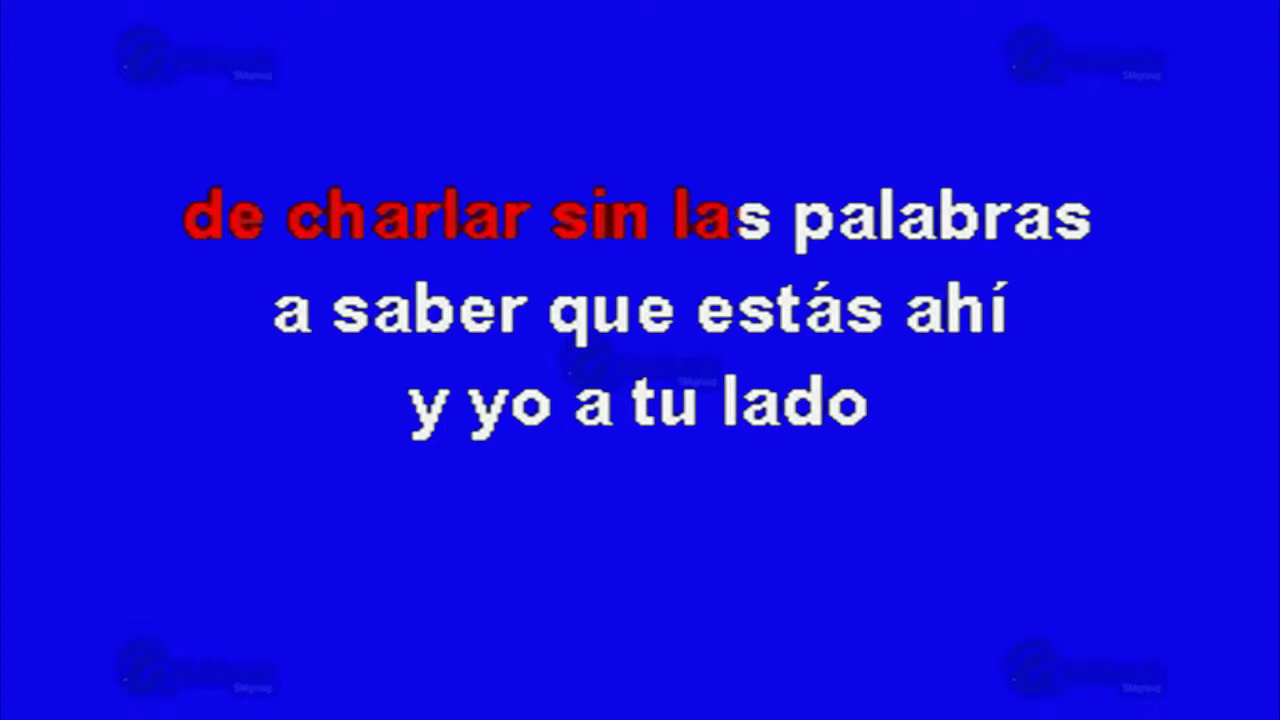 de charlar sin las palabras
a saber que estás ahí
y yo a tu lado